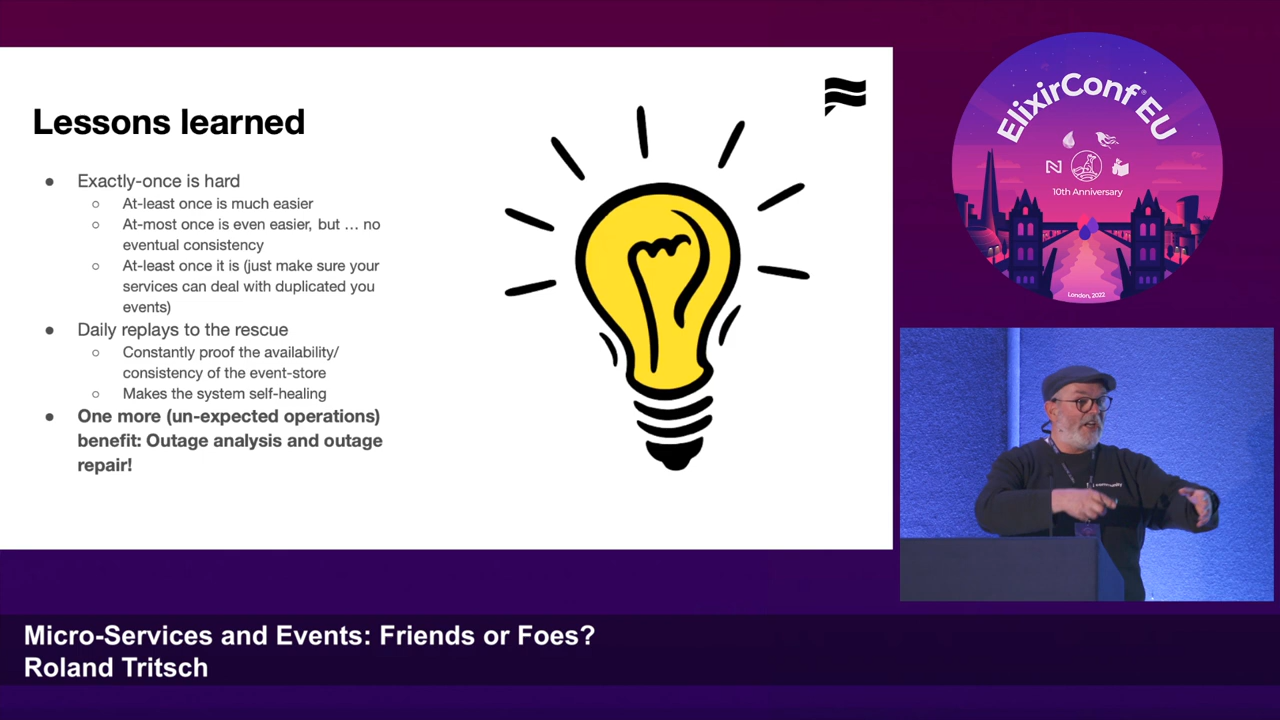 Lessons learned
● Exactly-once is hard
○ At-least once is much easier
○ At-most once is even easier, but … no
eventual consistency
○ At-least once it is (just make sure your
services can deal with duplicated you
events)
● Daily replays to the rescue
○ Constantly proof the availability/
consistency of the event-store
○ Makes the system self-healing
● One more (un-expected operations)
benefit: Outage analysis and outage
repair!
ElixirConf® EU
10th Anniversary
London, 2022
community
Micro-Services and Events: Friends or Foes?
Roland Tritsch